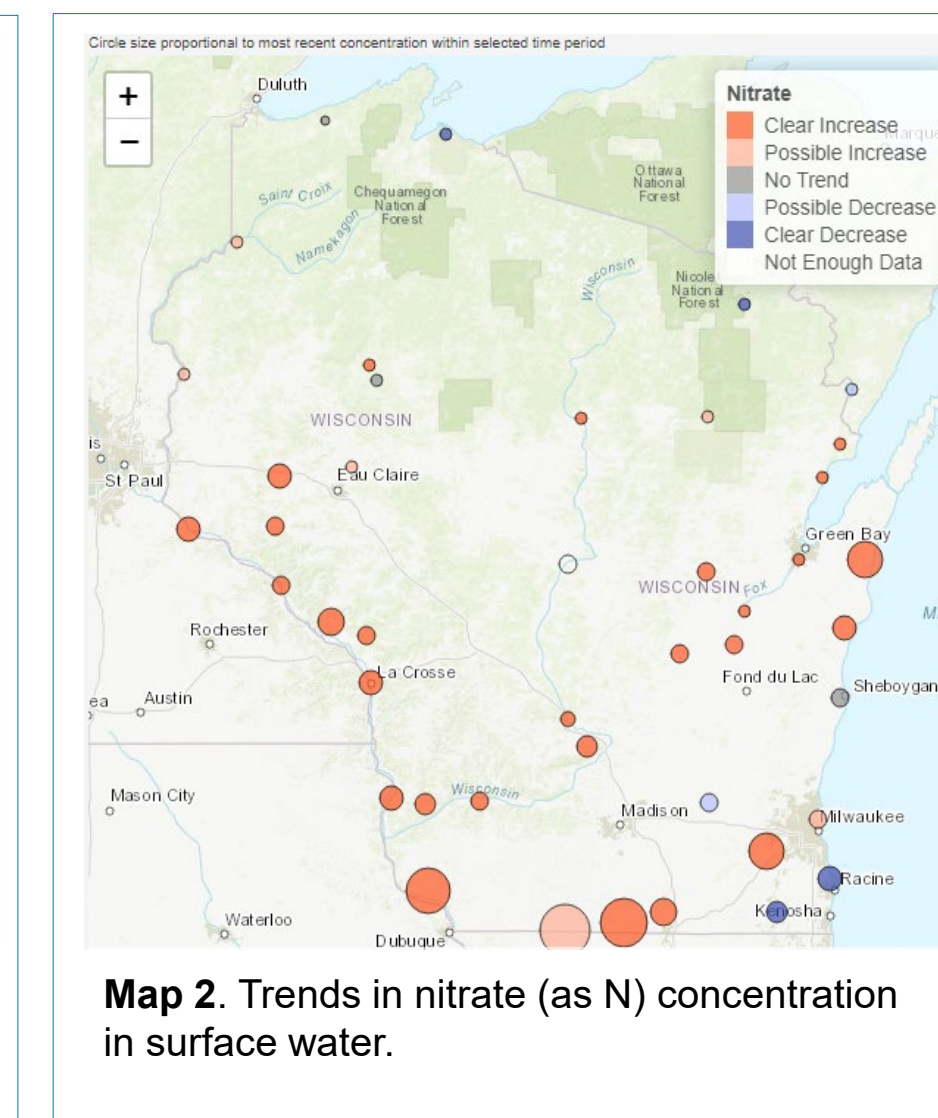 Circle size proportional to most recent concentration within selected time period
+
−
Duluth
Nitrate
Clear Increase
Possible Increase
No Trend
Possible Decrease
Clear Decrease
Not Enough Data
Ottawa
National
Forest
Saint Croix
Chequamegon
National
Forest
Namekagon
Wisconsin
Nicole
National
Forest
WISCONSIN
is
St Paul
Eau Claire
Green Bay
WISCONSIN
Fox
Rochester
M
La Crosse
Fond du Lac
Sheboygan
ea
Austin
Mason City
Wisconsin
Madison
Milwaukee
Racine
Kenosha
Waterloo
Dubuque
Map 2. Trends in nitrate (as N) concentration
in surface water.